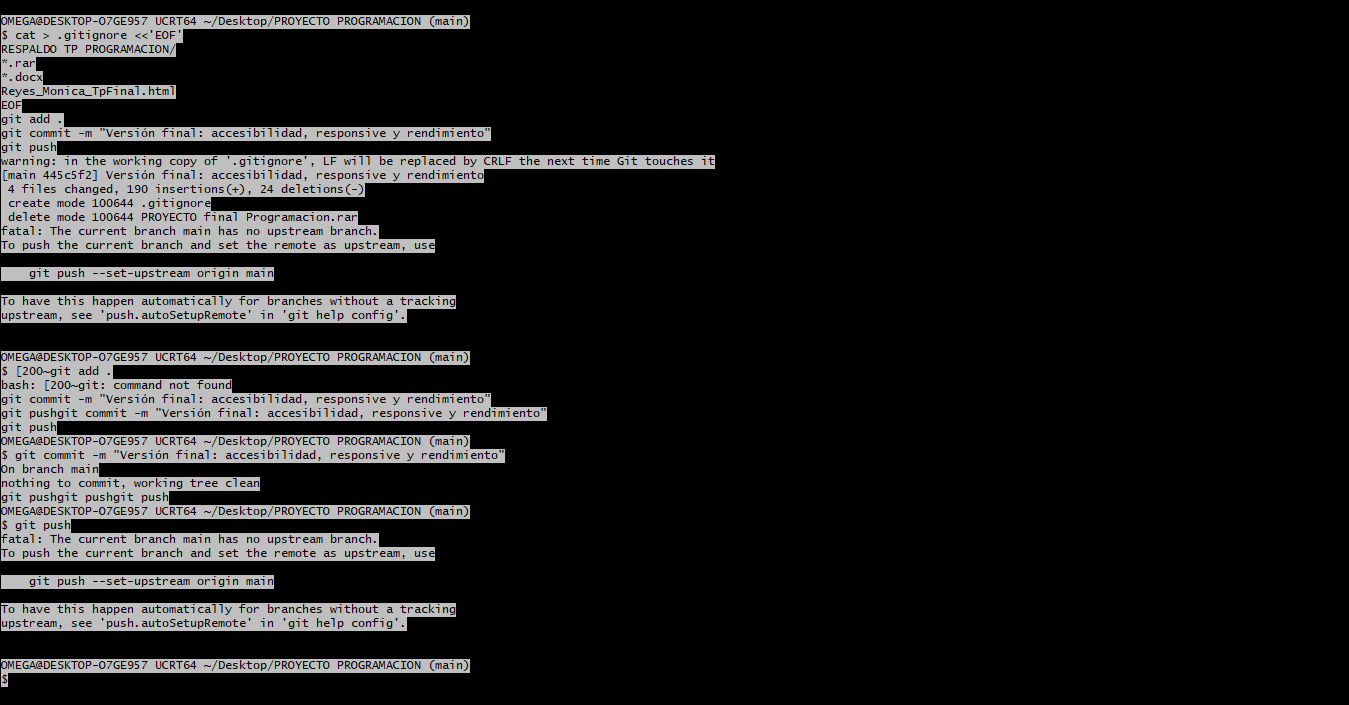 OMEGA@DESKTOP-O7GE957 UCRT64 ~/Desktop/PROYECTO PROGRAMACION (main)
$ cat > .gitignore <<'EOF'
RESPALDO TP PROGRAMACION/
*.rar
*.docx
Reyes_Monica_TpFinal.html
EOF
git add .
git commit -m "Versión final: accesibilidad, responsive y rendimiento"
git push
warning: in the working copy of '.gitignore', LF will be replaced by CRLF the next time Git touches it
[main 445c5f2] Versión final: accesibilidad, responsive y rendimiento
 4 files changed, 190 insertions(+), 24 deletions(-)
 create mode 100644 .gitignore
 delete mode 100644 PROYECTO final Programacion.rar
fatal: The current branch main has no upstream branch.
To push the current branch and set the remote as upstream, use
    git push --set-upstream origin main
To have this happen automatically for branches without a tracking
upstream, see 'push.autoSetupRemote' in 'git help config'.
OMEGA@DESKTOP-O7GE957 UCRT64 ~/Desktop/PROYECTO PROGRAMACION (main)
$ [200~git add .
bash: [200~git: command not found
git commit -m "Versión final: accesibilidad, responsive y rendimiento"
git pushgit commit -m "Versión final: accesibilidad, responsive y rendimiento"
git push
OMEGA@DESKTOP-O7GE957 UCRT64 ~/Desktop/PROYECTO PROGRAMACION (main)
$ git commit -m "Versión final: accesibilidad, responsive y rendimiento"
On branch main
nothing to commit, working tree clean
git pushgit pushgit push
OMEGA@DESKTOP-O7GE957 UCRT64 ~/Desktop/PROYECTO PROGRAMACION (main)
$ git push
fatal: The current branch main has no upstream branch.
To push the current branch and set the remote as upstream, use
    git push --set-upstream origin main
To have this happen automatically for branches without a tracking
upstream, see 'push.autoSetupRemote' in 'git help config'.
OMEGA@DESKTOP-O7GE957 UCRT64 ~/Desktop/PROYECTO PROGRAMACION (main)
$